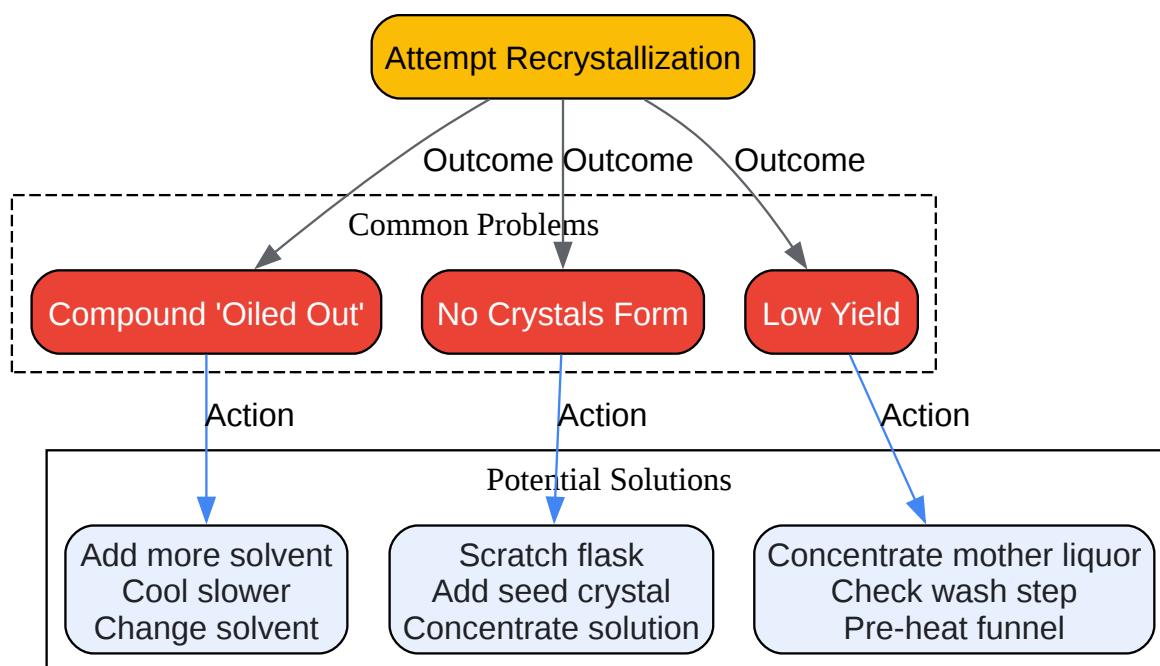 Attempt Recrystallization
Outcome
Outcome
Outcome
Common Problems
Compound 'Oiled Out'
No Crystals Form
Low Yield
Action
Action
Action
Potential Solutions
Add more solvent
Cool slower
Change solvent
Scratch flask
Add seed crystal
Concentrate solution
Concentrate mother liquor
Check wash step
Pre-heat funnel